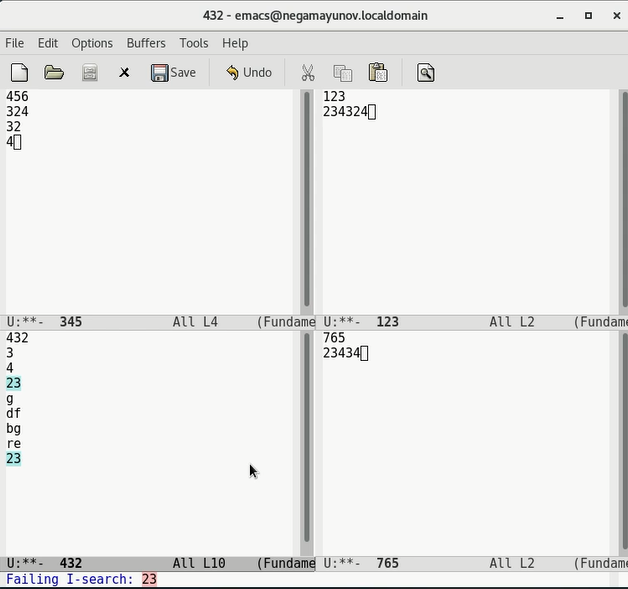 432 - emacs@negamayunov.localdomain
File Edit Options Buffers Tools Help
Save Undo
456
324
32
4
U:**- 345 All L4 (Fundame
123
234324
U:**- 123 All L2 (Fundame
432
3
4
23
g
df
bg
re
23
U:**- 432 All L10 (Fundame
765
23434
U:**- 765 All L2 (Fundame
Failing I-search: 23